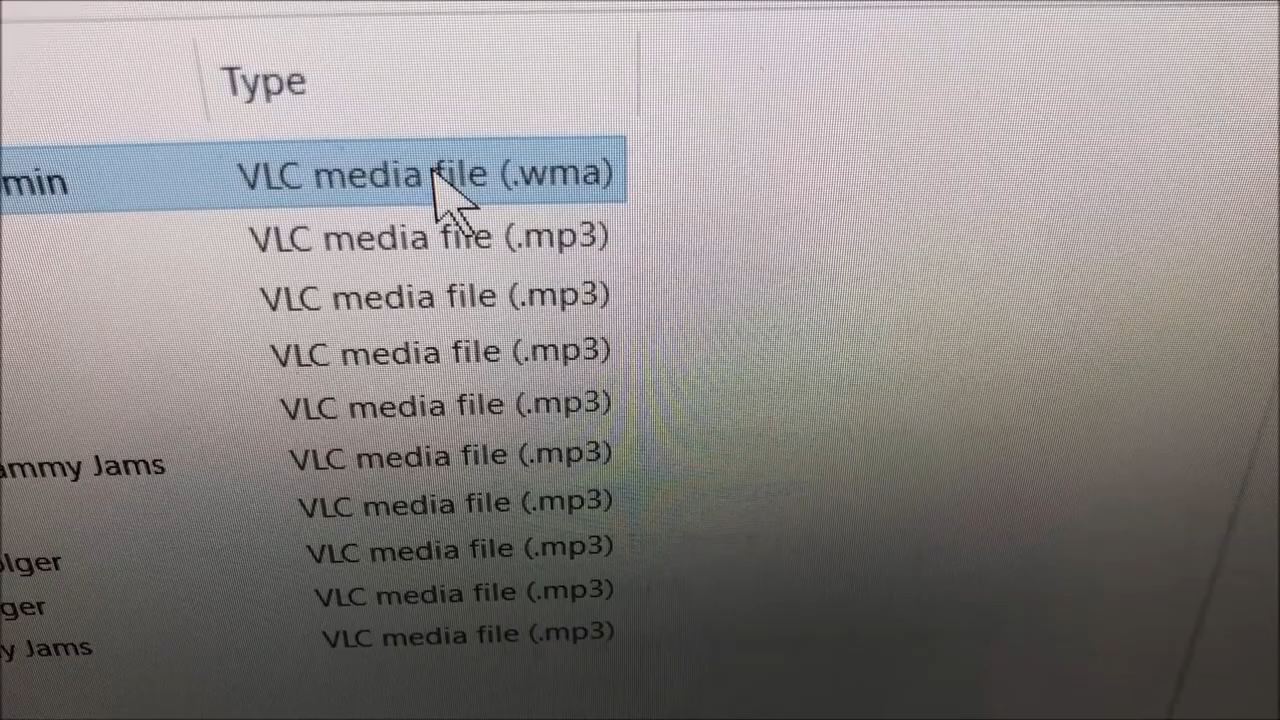 Type
min VLC media file (.wma)
VLC media file (.mp3)
VLC media file (.mp3)
VLC media file (.mp3)
VLC media file (.mp3)
ammy Jams VLC media file (.mp3)
VLC media file (.mp3)
olger VLC media file (.mp3)
ger VLC media file (.mp3)
y Jams VLC media file (.mp3)